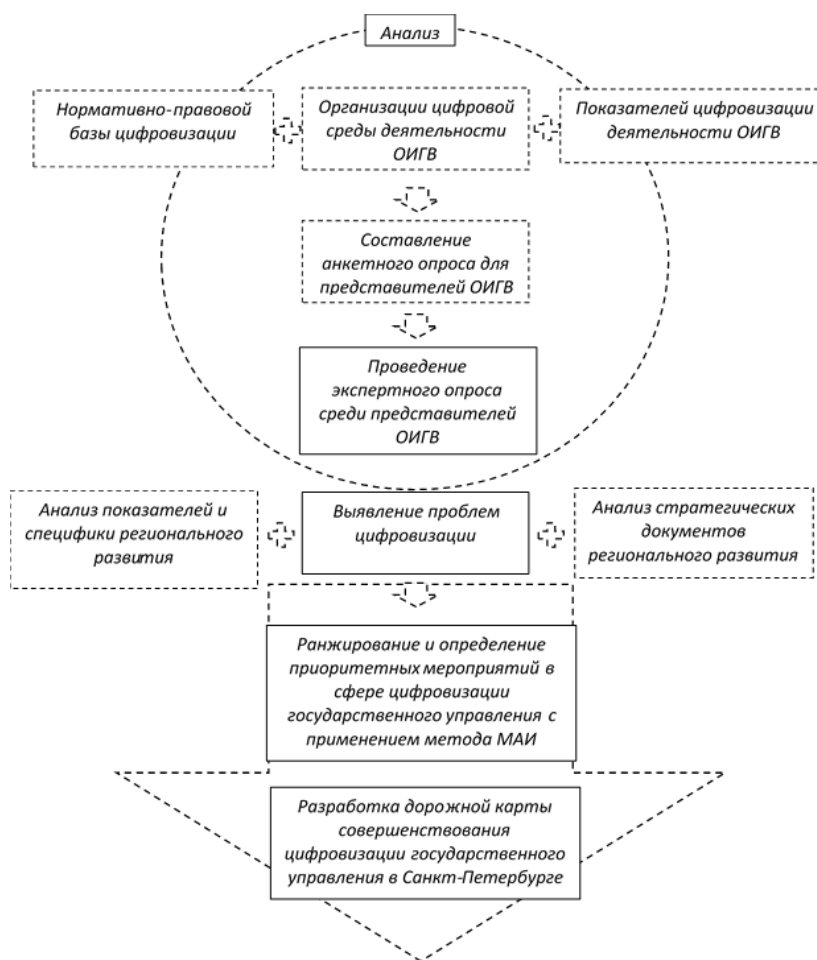 Анализ
Нормативно-правовой
базы цифровизации
Организации цифровой
среды деятельности
ОИГВ
Показателей цифровизации
деятельности ОИГВ
Составление
анкетного опроса для
представителей ОИГВ
Проведение
экспертного опроса
среди представителей
ОИГВ
Анализ показателей и
специфики регионального
развития
Выявление проблем
цифровизации
Анализ стратегических
документов
регионального развития
Ранжирование и определение
приоритетных мероприятий в
сфере цифровизации
государственного управления с
применением метода МАИ
Разработка дорожной карты
совершенствования
цифровизации государственного
управления в Санкт-Петербурге